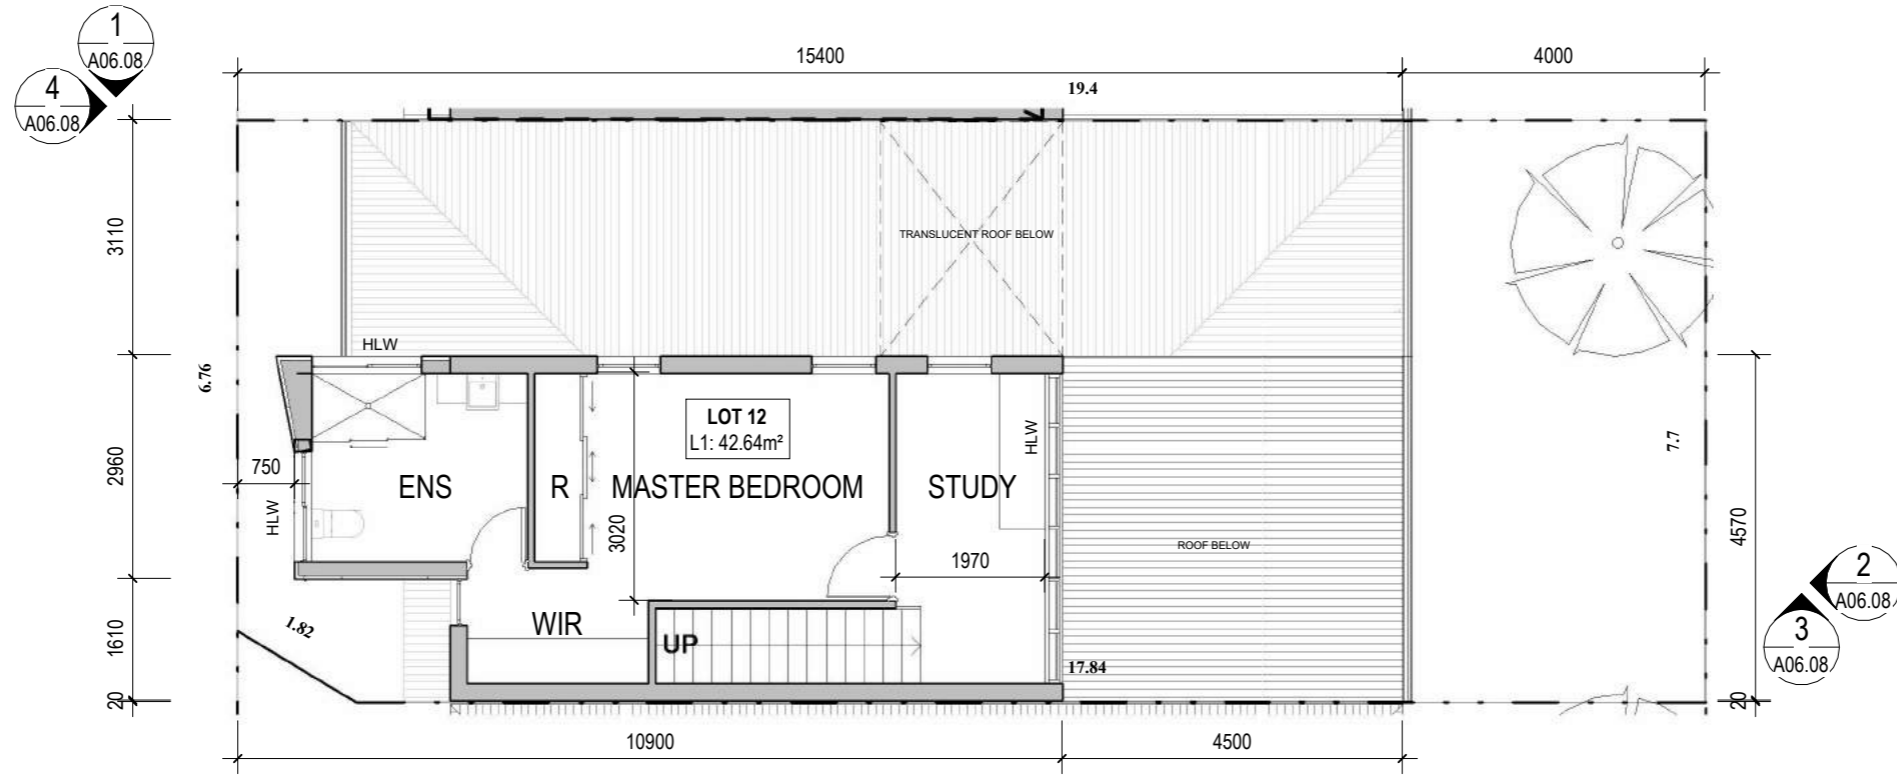 1
A06.08
4
A06.08
15400
4000
19.4
3110
TRANSLUCENT ROOF BELOW
HLW
6.76
LOT 12
L1: 42.64m²
HLW
7.7
2960
750
ENS
R
MASTER BEDROOM
STUDY
HLW
3020
ROOF BELOW
4570
1970
2
A06.08
1.82
WIR
1610
UP
3
A06.08
17.84
20
20
10900
4500